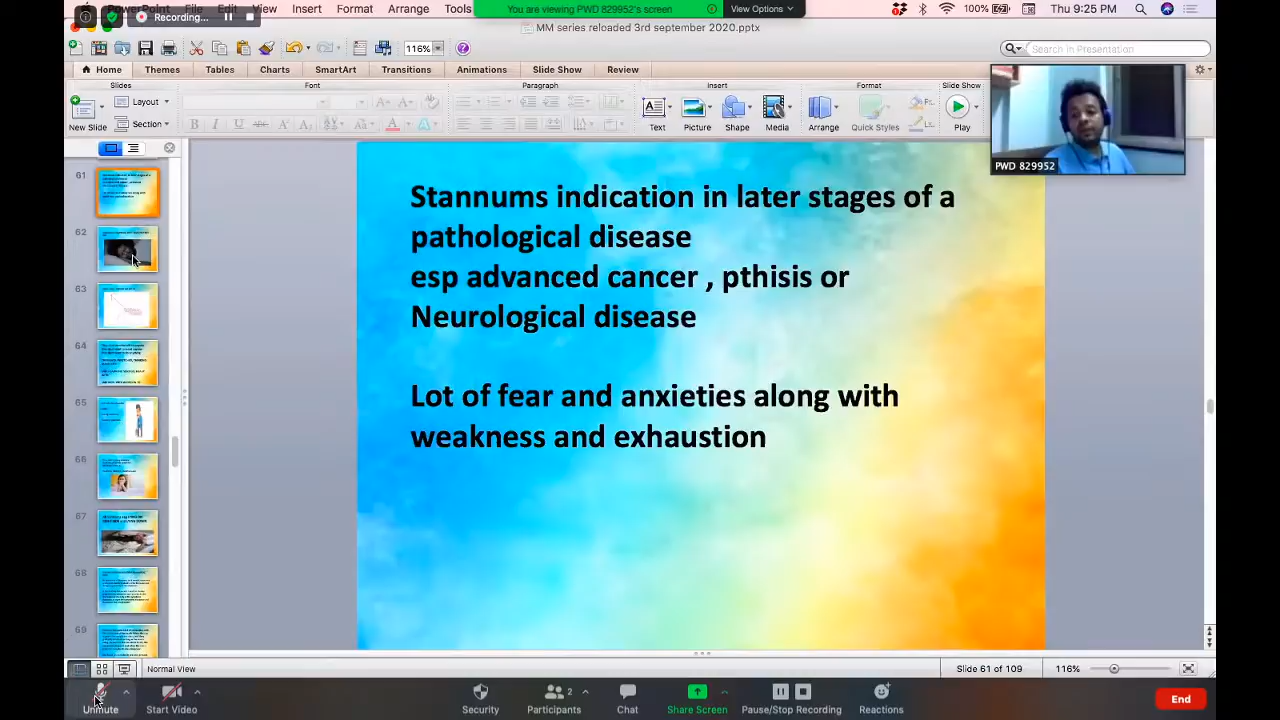 PowerPoint File Edit View Insert Format Arrange Tools
Recording...
You are viewing PWD 829952's screen
View Options
100%
Thu 9:25 PM
MM series reloaded 3rd september 2020.pptx
116%
Search in Presentation
Home Themes Tables Charts SmartArt Transitions Animations Slide Show Review
Slides Font Paragraph Insert Format Slide Show
New Slide
Layout
Section
B I U ABC
Text Picture Shape Media Arrange Quick Styles Play
PWD 829952
61
62
63
64
65
66
67
68
69
Stannums indication in later stages of a
pathological disease
esp advanced cancer , pthisis or
Neurological disease
Lot of fear and anxieties along with
weakness and exhaustion
Normal View
Slide 61 of 109
116%
Unmute
Start Video
Security
Participants 2
Chat
Share Screen
Pause/Stop Recording
Reactions
End